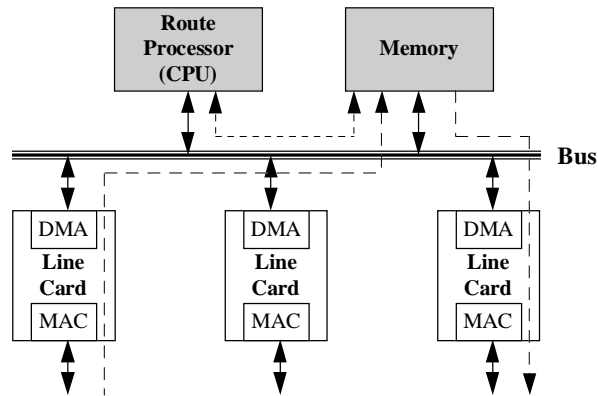 Route
Processor
(CPU)
Memory
Bus
DMA
Line
Card
MAC
DMA
Line
Card
MAC
DMA
Line
Card
MAC